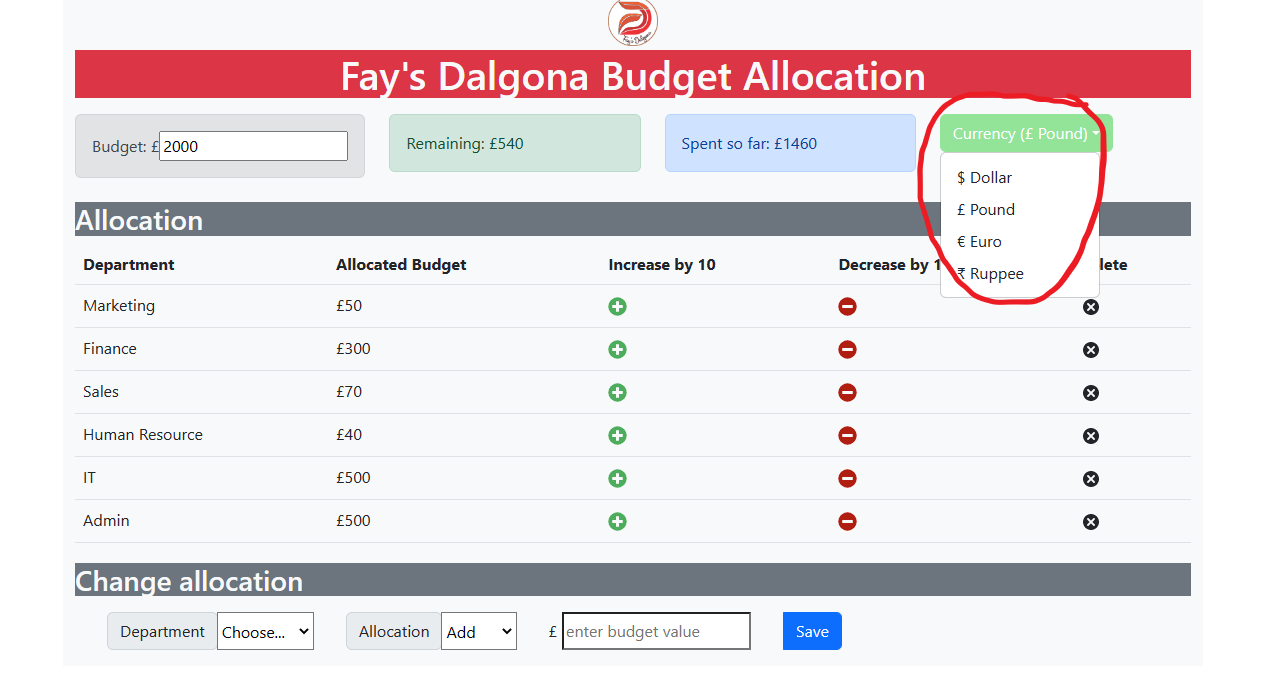 Fay's Dalgona
Fay's Dalgona Budget Allocation
Budget: £ 2000
Remaining: £540
Spent so far: £1460
Currency (£ Pound)
$ Dollar
£ Pound
€ Euro
₹ Ruppee
Allocation
Department Allocated Budget Increase by 10 Decrease by 1 lete
Marketing £50
Finance £300
Sales £70
Human Resource £40
IT £500
Admin £500
Change allocation
Department Choose... Allocation Add £ enter budget value Save